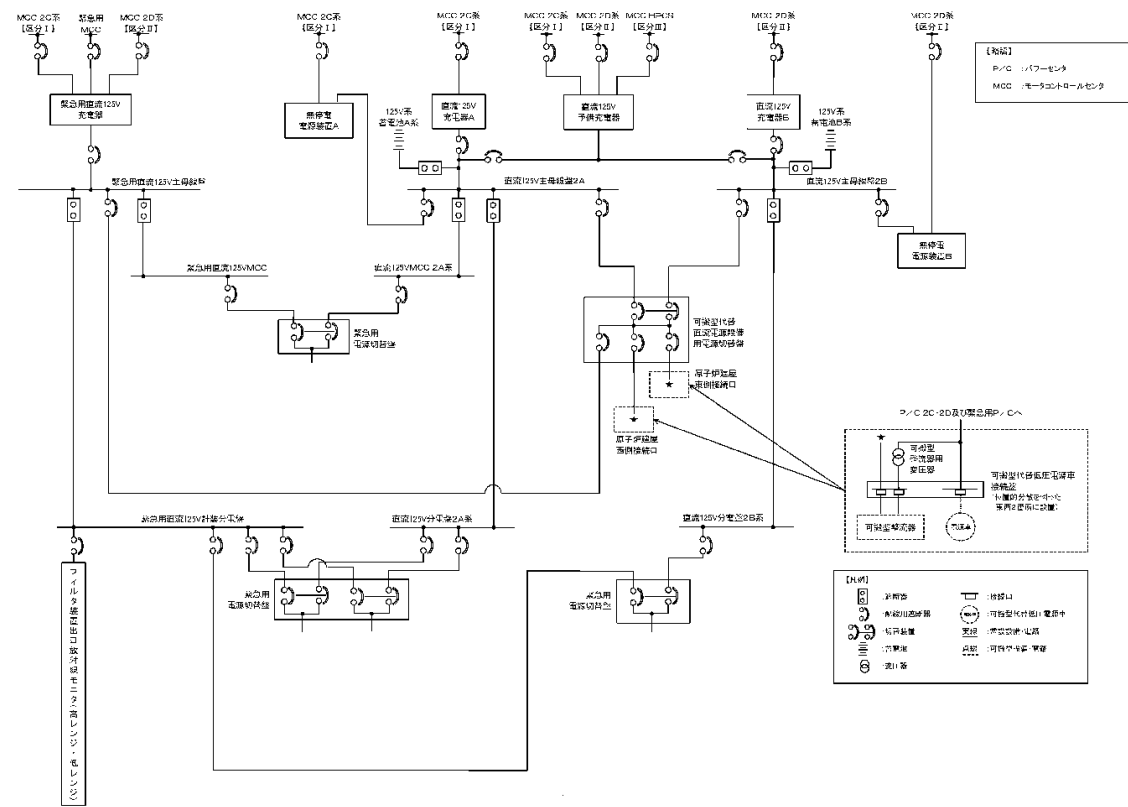 MCC 2C系
【区分Ⅰ】
緊急用
MCC
MCC 2D系
【区分Ⅱ】
MCC 2C系
【区分Ⅰ】
MCC 2C系
【区分Ⅰ】
MCC 2C系
【区分Ⅰ】
MCC 2D系
【区分Ⅱ】
MCC HPCS
【区分Ⅲ】
MCC 2D系
【区分Ⅱ】
MCC 2D系
【略語】
P/C :パワーセンタ
MCC :モータコントロールセンタ
緊急用直流125V
充電器
無停電
電源装置A
125V系
蓄電池A系
直流125V
充電器A
直流125V
予備充電器
直流125V
充電器B
125V系
蓄電池B系
緊急用直流125V主母線盤
直流125V主母線盤2A
直流125V主母線盤2B
無停電
電源装置B
緊急用直流125VMCC
直流125VMCC 2A系
緊急用
電源切替盤
可搬型代替
直流電源設備
用電源切替盤
原子炉建屋
東側接続口
原子炉建屋
西側接続口
P/C 2C・2D及び緊急用P/Cへ
可搬型
整流器用
変圧器
可搬型代替低圧電源車
接続盤
可搬型整流器
電源車
緊急用直流125V計装分電盤
直流125V分電盤2A系
直流125V分電盤2B系
緊急用
電源切替盤
緊急用
電源切替盤
フィルタ装置出口放射線モニタ(高レンジ・低レンジ)
【凡例】
:遮断器
:配線用遮断器
:切替装置
:蓄電池
:変圧器
:接続口
:可搬型代替低圧電源車
実線 :常設設備・電路
点線 :可搬型設備・電路